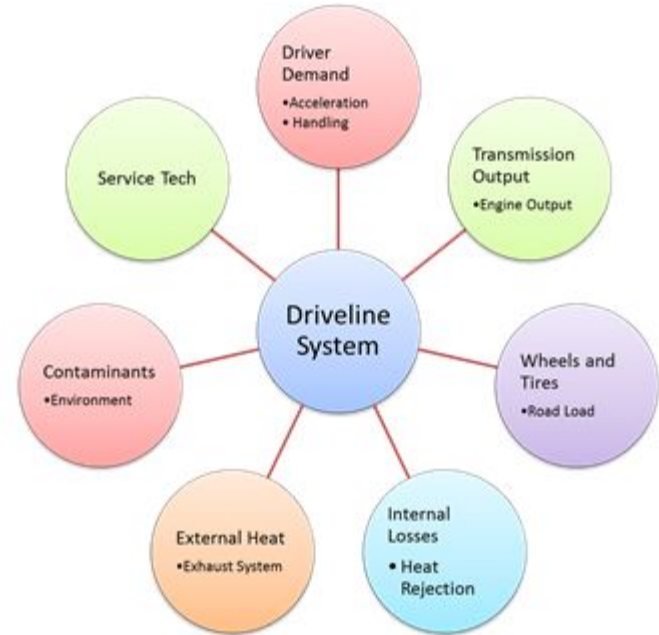 Driver
Demand
•Acceleration
• Handling
Transmission
Output
•Engine Output
Wheels and
Tires
•Road Load
Internal
Losses
• Heat
Rejection
External Heat
•Exhaust System
Contaminants
•Environment
Service Tech
Driveline
System